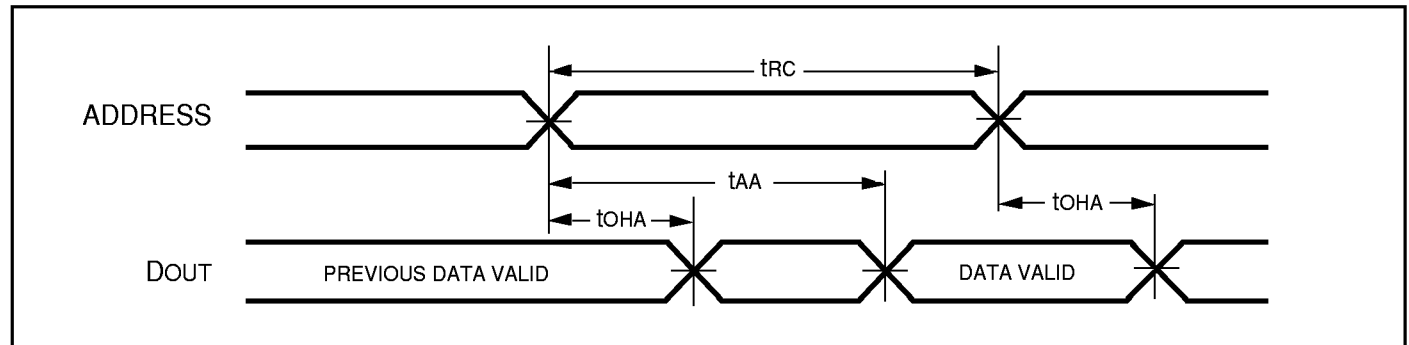 tRC
ADDRESS
tAA
tOHA
tOHA
DOUT
PREVIOUS DATA VALID
DATA VALID